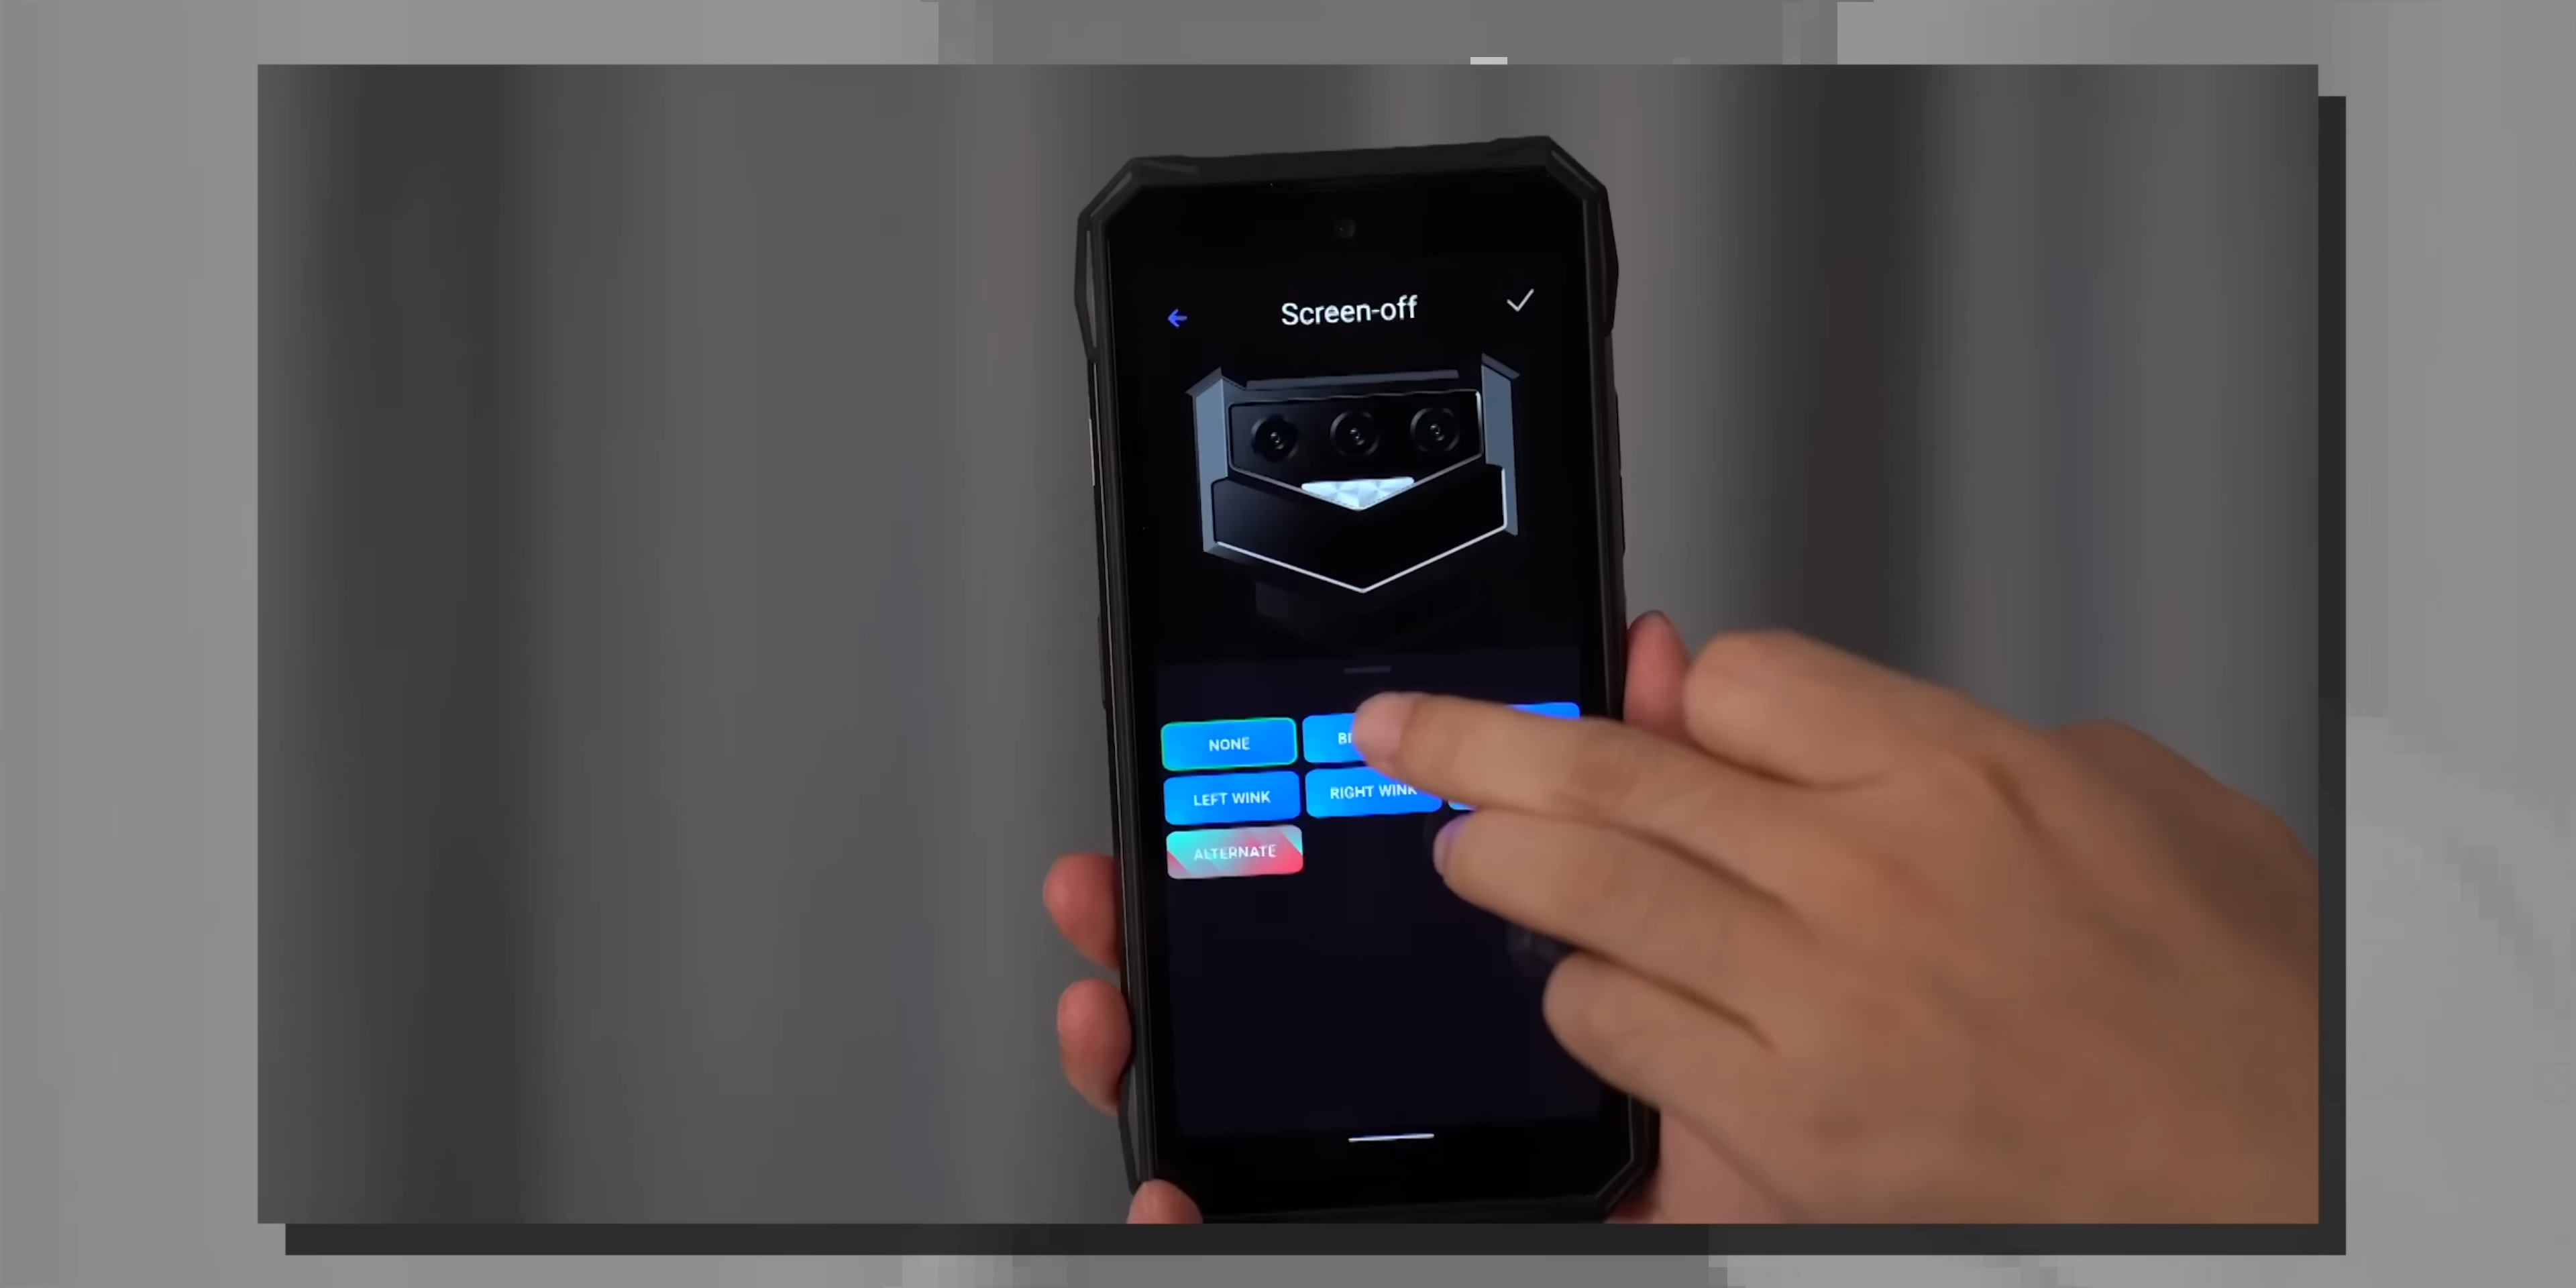 Screen-off
NONE
LEFT WINK
RIGHT WINK
ALTERNATE